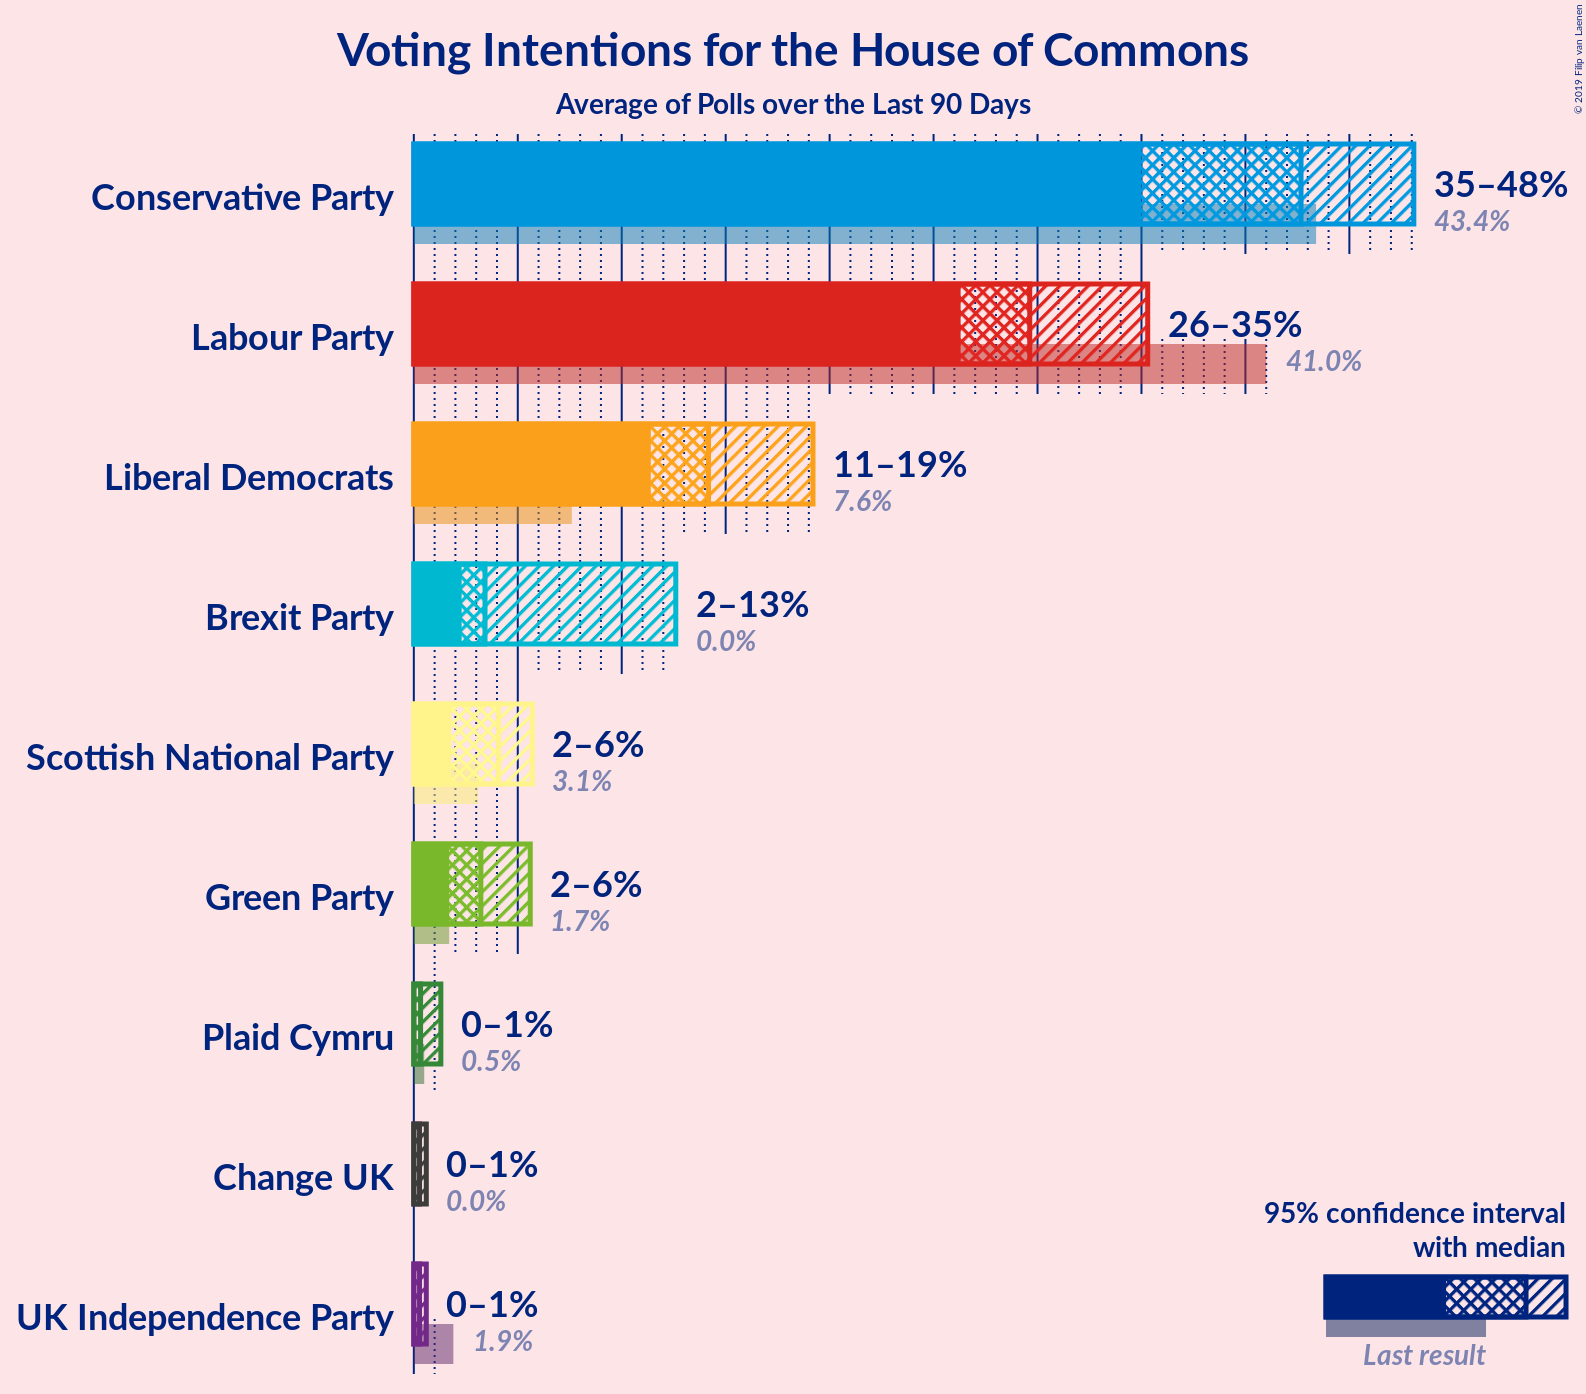 Voting Intentions for the House of Commons
Average of Polls over the Last 90 Days
© 2019 Filip van Laenen
Conservative Party
35–48%
43.4%
Labour Party
26–35%
41.0%
Liberal Democrats
11–19%
7.6%
Brexit Party
2–13%
0.0%
Scottish National Party
2–6%
3.1%
Green Party
2–6%
1.7%
Plaid Cymru
0–1%
0.5%
Change UK
0–1%
0.0%
UK Independence Party
0–1%
1.9%
95% confidence interval
with median
Last result